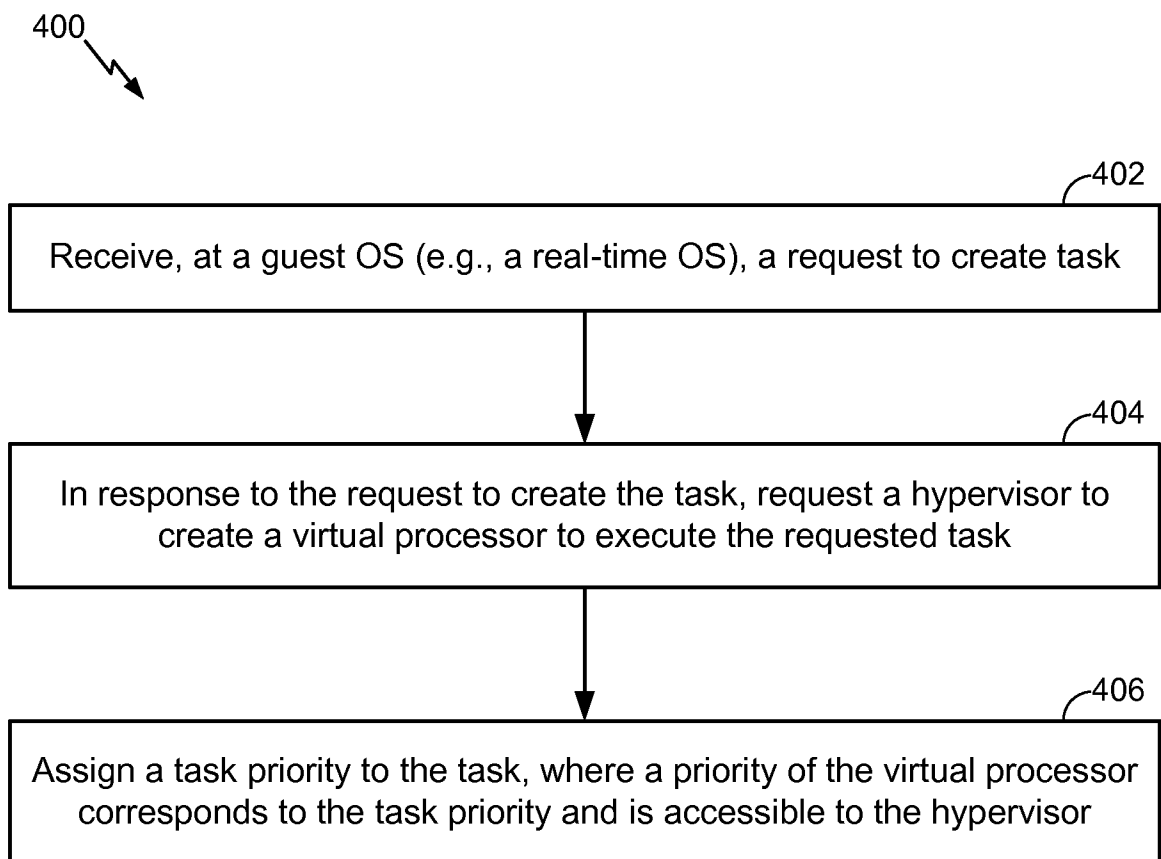 400
402
Receive, at a guest OS (e.g., a real-time OS), a request to create task
404
In response to the request to create the task, request a hypervisor to
create a virtual processor to execute the requested task
406
Assign a task priority to the task, where a priority of the virtual processor
corresponds to the task priority and is accessible to the hypervisor